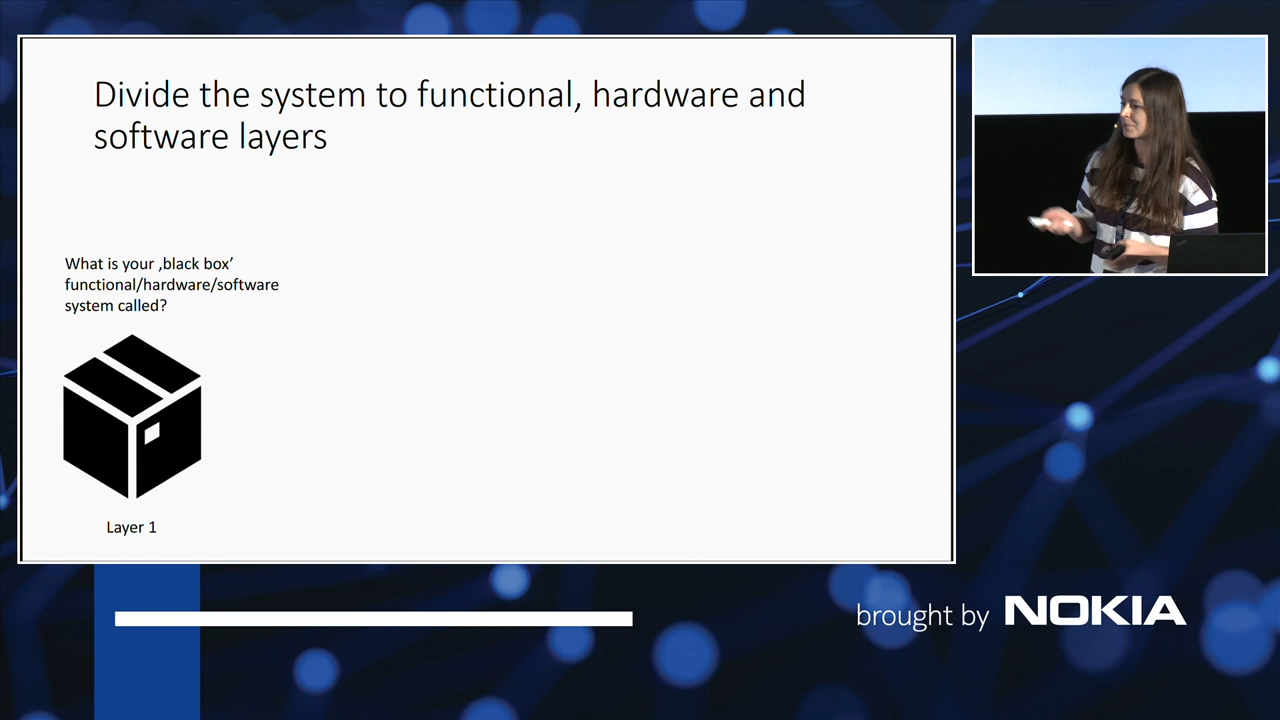 Divide the system to functional, hardware and
software layers
What is your ‚black box’
functional/hardware/software
system called?
Layer 1
brought by NOKIA